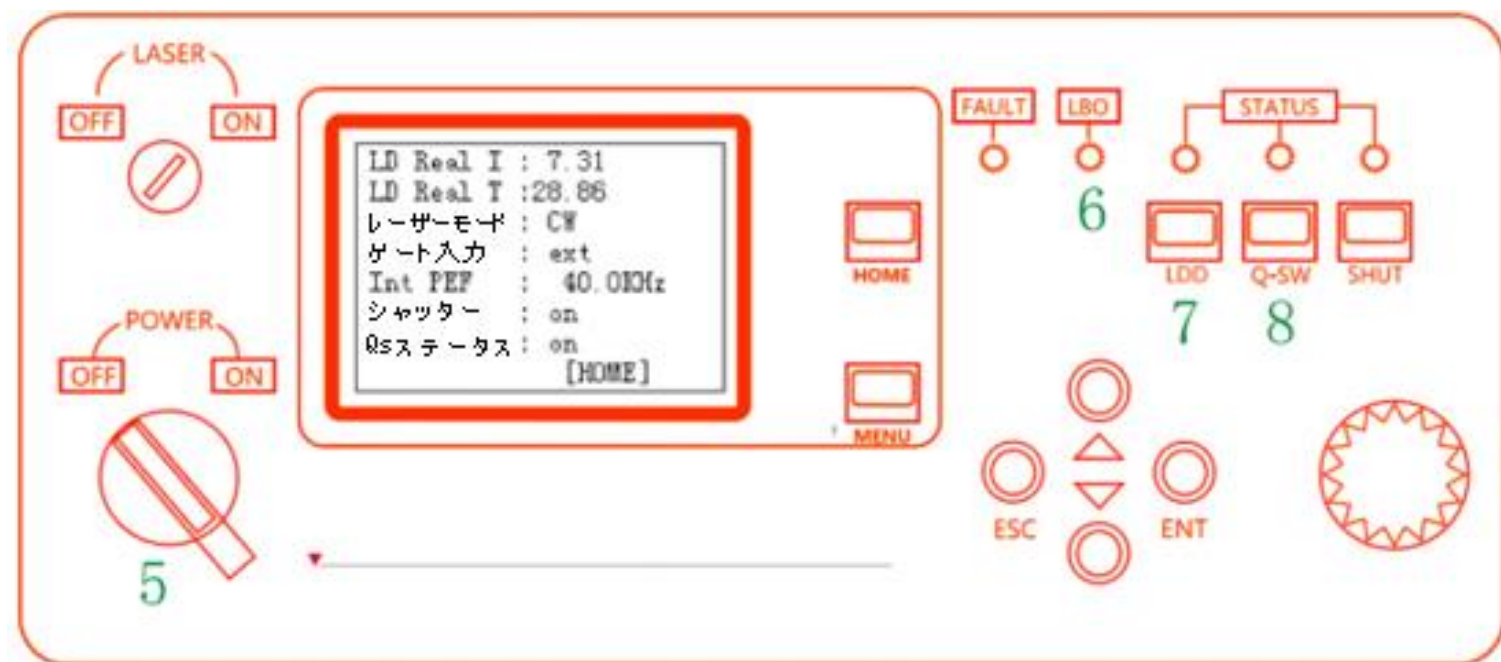 LASER
OFF
ON
POWER
OFF
ON
5
LD Real I : 7.31
LD Real T :28.86
レーザーモード : CW
ゲート入力 : ext
Int PEF : 40.0KHz
シャッター : on
Qsステータス : on
[HOME]
HOME
MENU
FAULT
LBO
STATUS
6
LDD
Q-SW
SHUT
7
8
ESC
ENT